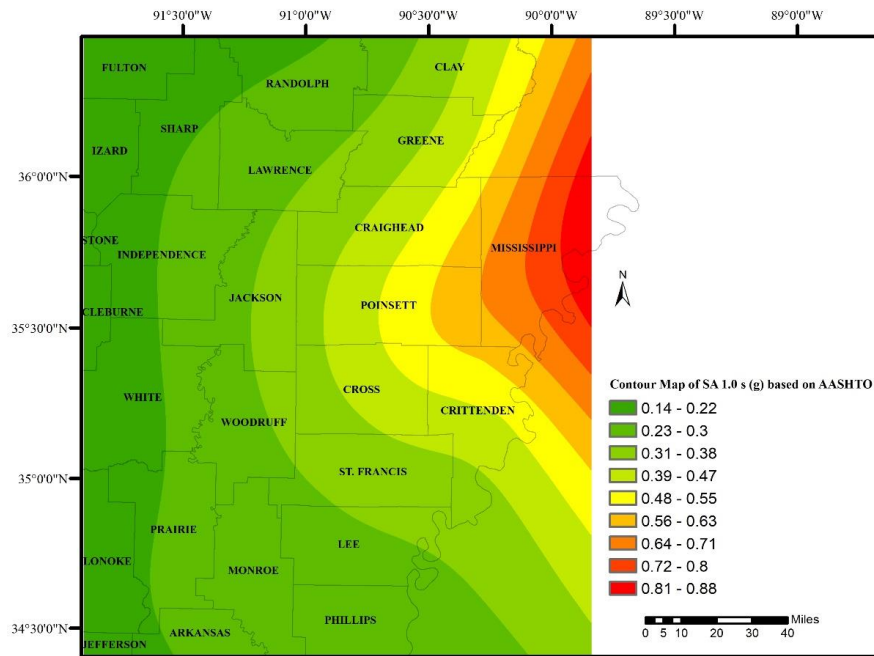 91°30'0"W 91°0'0"W 90°30'0"W 90°0'0"W 89°30'0"W 89°0'0"W
FULTON
CLAY
RANDOLPH
SHARP
GREENE
IZARD
LAWRENCE
36°0'0"N
CRAIGHEAD
STONE
MISSISSIPPI
INDEPENDENCE
N
JACKSON
POINSETT
CLEBURNE
35°30'0"N
Contour Map of SA 1.0 s (g) based on AASHTO
CROSS
WHITE
0.14 - 0.22
CRITTENDEN
WOODRUFF
0.23 - 0.3
0.31 - 0.38
ST. FRANCIS
35°0'0"N
0.39 - 0.47
0.48 - 0.55
PRAIRIE
0.56 - 0.63
LEE
0.64 - 0.71
LONOKE
MONROE
0.72 - 0.8
0.81 - 0.88
PHILLIPS
Miles
34°30'0"N
ARKANSAS
0 5 10 20 30 40
JEFFERSON